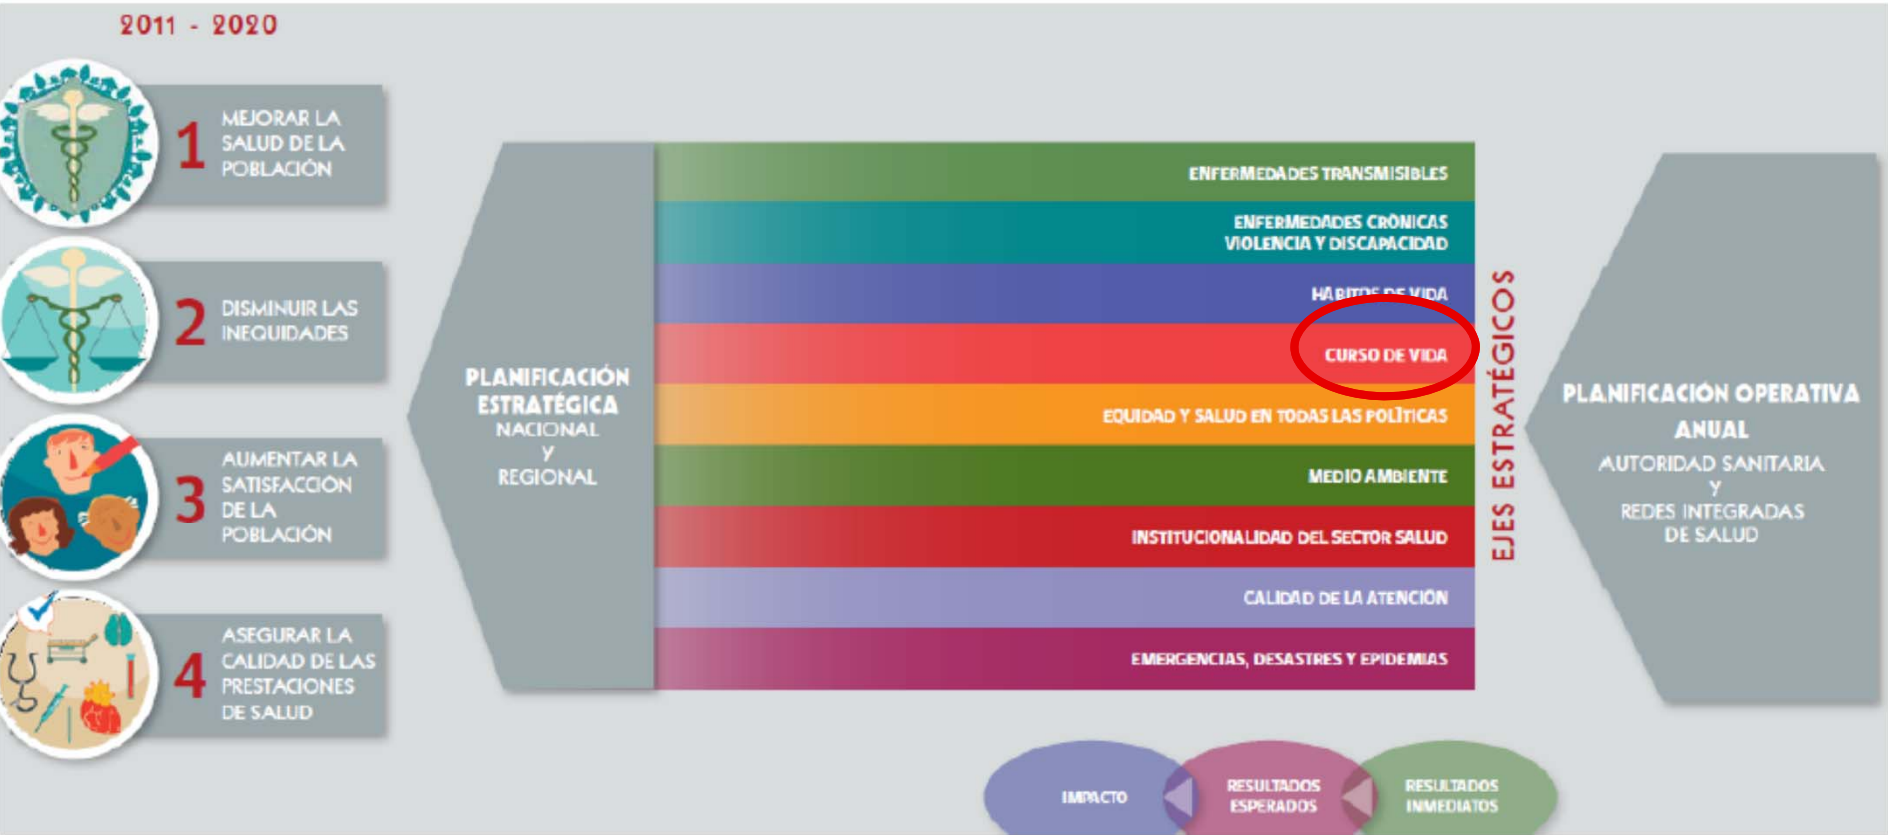 2011 - 2020
1
MEJORAR LA
SALUD DE LA
POBLACIÓN
2
DISMINUIR LAS
INEQUIDADES
3
AUMENTAR LA
SATISFACCIÓN
DE LA
POBLACIÓN
4
ASEGURAR LA
CALIDAD DE LAS
PRESTACIONES
DE SALUD
PLANIFICACIÓN
ESTRATÉGICA
NACIONAL
Y
REGIONAL
ENFERMEDADES TRANSMISIBLES
ENFERMEDADES CRÓNICAS
VIOLENCIA Y DISCAPACIDAD
HÁBITOS DE VIDA
CURSO DE VIDA
EQUIDAD Y SALUD EN TODAS LAS POLÍTICAS
MEDIO AMBIENTE
INSTITUCIONALIDAD DEL SECTOR SALUD
CALIDAD DE LA ATENCIÓN
EMERGENCIAS, DESASTRES Y EPIDEMIAS
EJES ESTRATÉGICOS
PLANIFICACIÓN OPERATIVA
ANUAL
AUTORIDAD SANITARIA
Y
REDES INTEGRADAS
DE SALUD
IMPACTO
RESULTADOS
ESPERADOS
RESULTADOS
INMEDIATOS